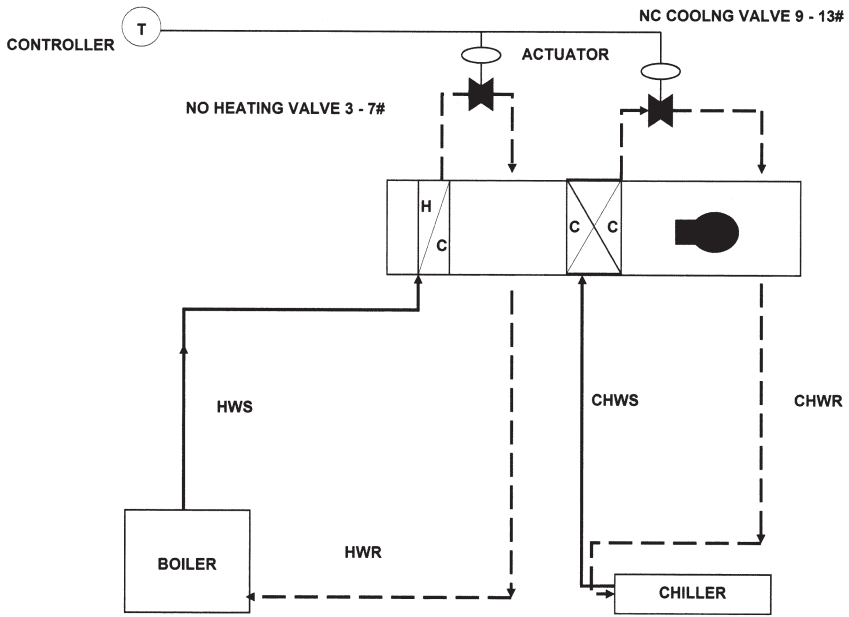 NC COOLNG VALVE 9 - 13#
T
CONTROLLER
ACTUATOR
NO HEATING VALVE 3 - 7#
H
C
C C
HWS
CHWS
CHWR
HWR
BOILER
CHILLER